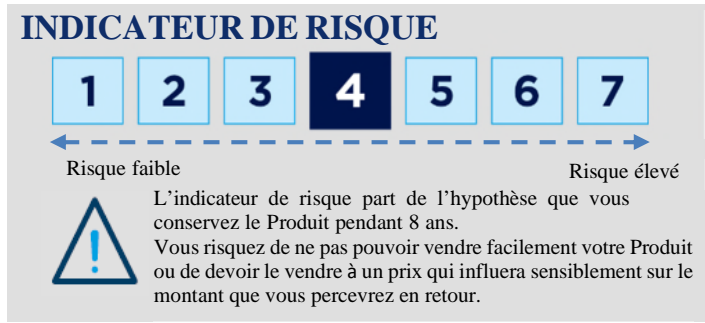 INDICATEUR DE RISQUE
1 2 3 4 5 6 7
Risque faible Risque élevé
L’indicateur de risque part de l’hypothèse que vous
conservez le Produit pendant 8 ans.
Vous risquez de ne pas pouvoir vendre facilement votre Produit
ou de devoir le vendre à un prix qui influera sensiblement sur le
montant que vous percevrez en retour.